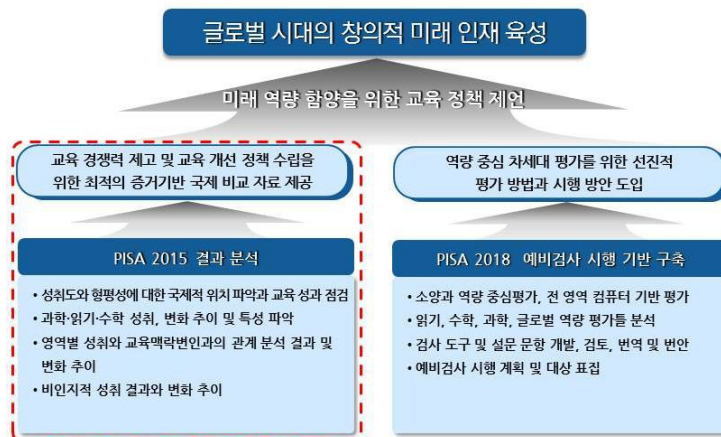 글로벌 시대의 창의적 미래 인재 육성
미래 역량 함양을 위한 교육 정책 제언
교육 경쟁력 제고 및 교육 개선 정책 수립을
위한 최적의 증거기반 국제 비교 자료 제공
PISA 2015 결과 분석
• 성취도와 형평성에 대한 국제적 위치 파악과 교육 성과 점검
• 과학·읽기·수학 성취, 변화 추이 및 특성 파악
• 영역별 성취와 교육맥락변인과의 관계 분석 결과 및
변화 추이
• 비인지적 성취 결과와 변화 추이
역량 중심 차세대 평가를 위한 선진적
평가 방법과 시행 방안 도입
PISA 2018 예비검사 시행 기반 구축
• 소양과 역량 중심평가, 전 영역 컴퓨터 기반 평가
• 읽기, 수학, 과학, 글로벌 역량 평가틀 분석
• 검사 도구 및 설문 문항 개발, 검토, 번역 및 번안
• 예비검사 시행 계획 및 대상 표집